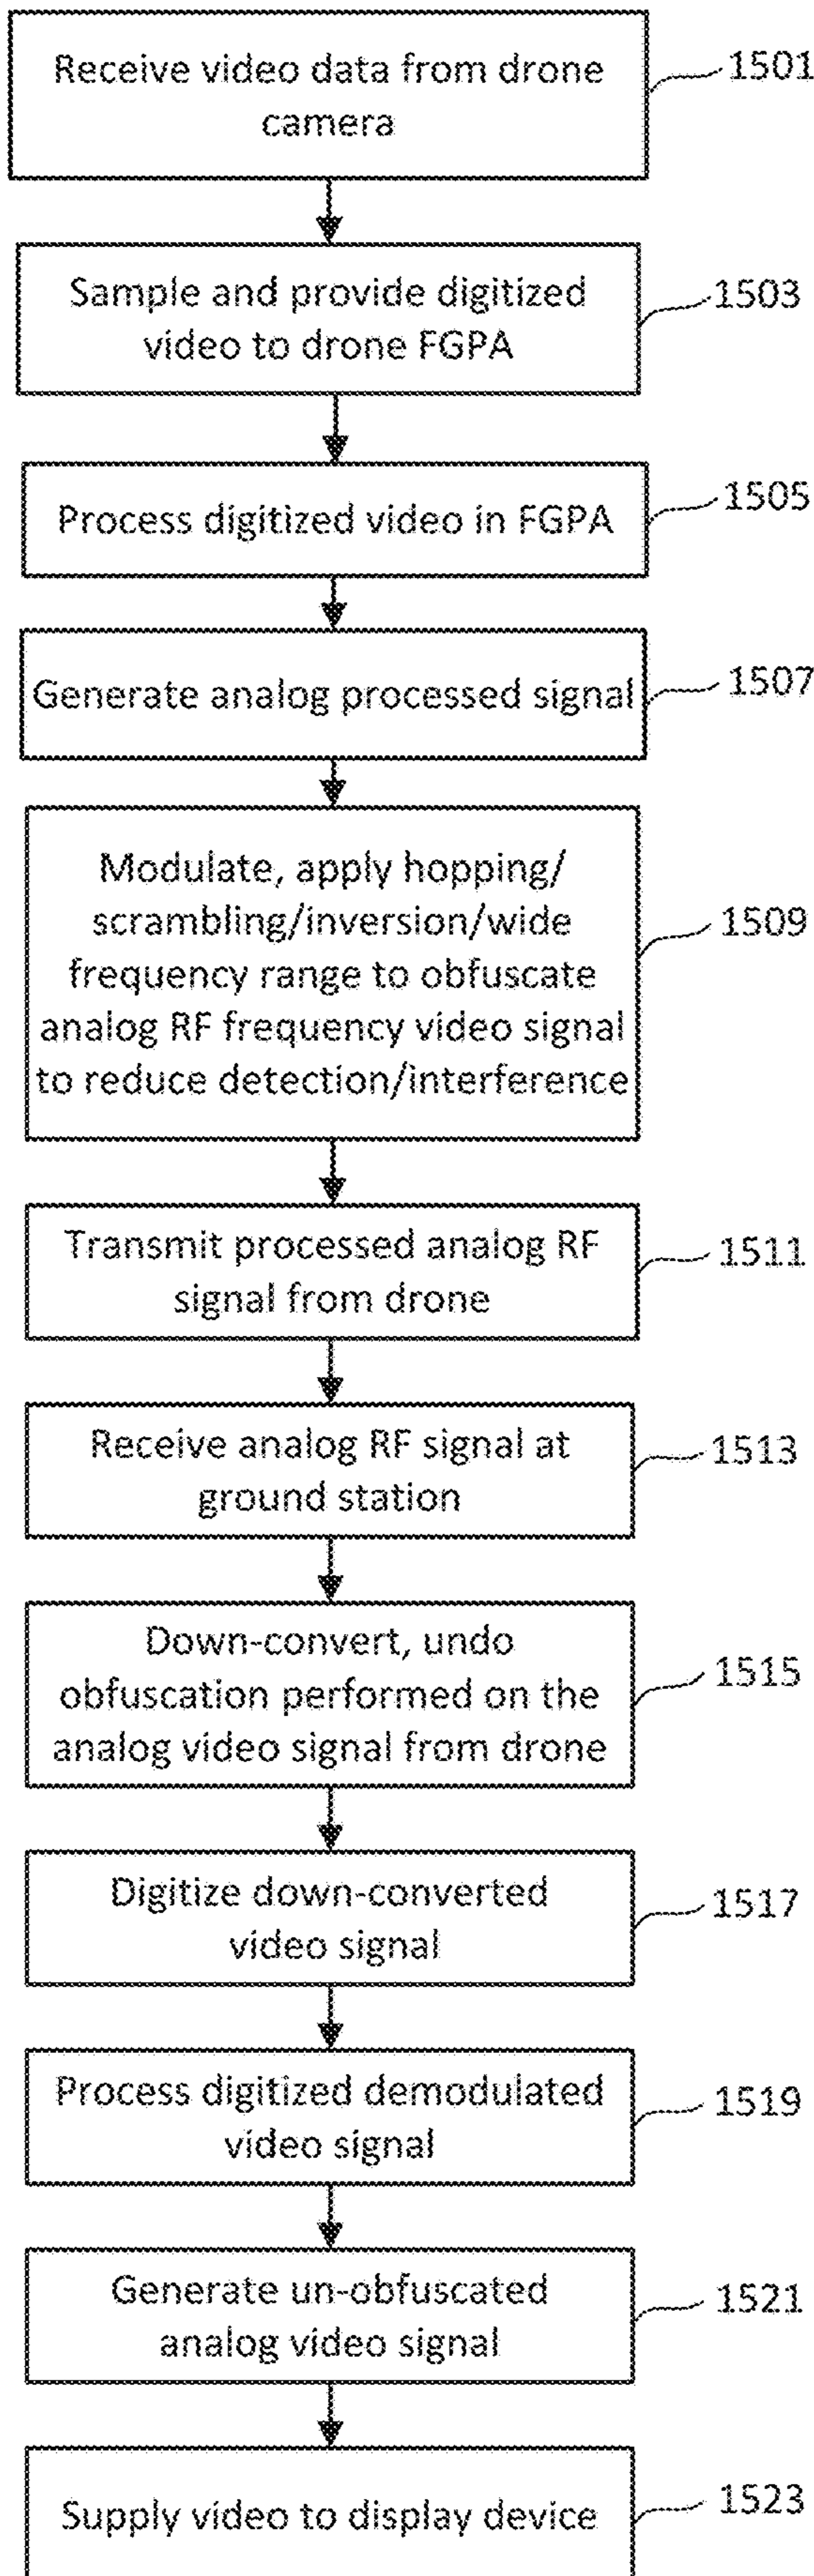 Receive video data from drone
camera
1501
Sample and provide digitized
video to drone FGPA
1503
Process digitized video in FGPA
1505
Generate analog processed signal
1507
Modulate, apply hopping/
scrambling/inversion/wide
frequency range to obfuscate
analog RF frequency video signal
to reduce detection/interference
1509
Transmit processed analog RF
signal from drone
1511
Receive analog RF signal at
ground station
1513
Down-convert, undo
obfuscation performed on the
analog video signal from drone
1515
Digitize down-converted
video signal
1517
Process digitized demodulated
video signal
1519
Generate un-obfuscated
analog video signal
1521
Supply video to display device
1523